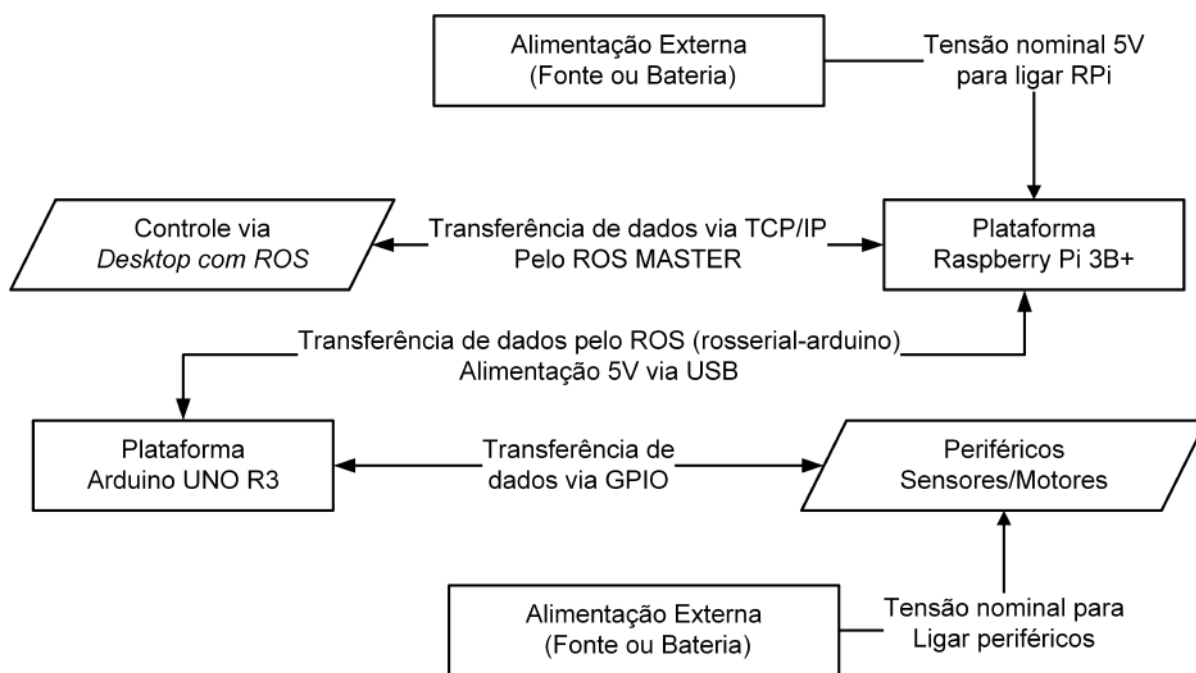 Alimentação Externa
(Fonte ou Bateria)
Tensão nominal 5V
para ligar RPi
Controle via
Desktop com ROS
Transferência de dados via TCP/IP
Pelo ROS MASTER
Plataforma
Raspberry Pi 3B+
Transferência de dados pelo ROS (rosserial-arduino)
Alimentação 5V via USB
Plataforma
Arduino UNO R3
Transferência de
dados via GPIO
Periféricos
Sensores/Motores
Alimentação Externa
(Fonte ou Bateria)
Tensão nominal para
Ligar periféricos